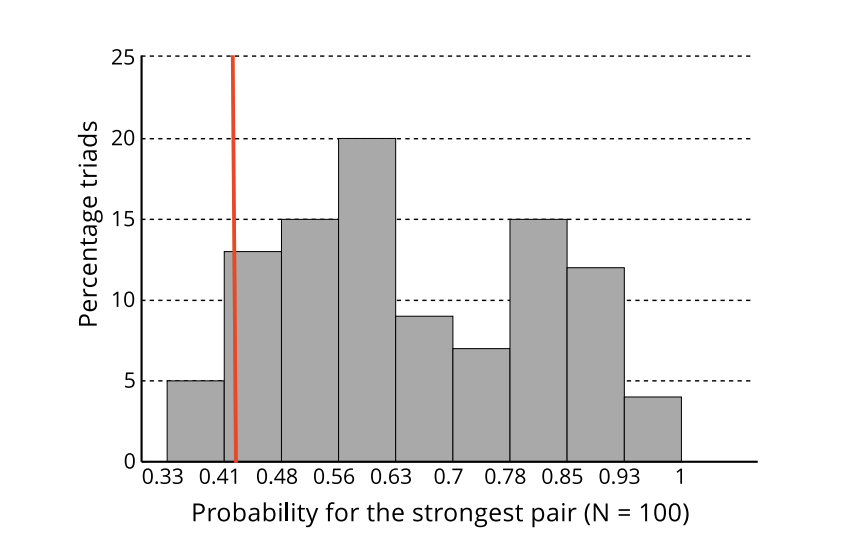 25
20
15
10
5
0
Percentage triads
0.33 0.41 0.48 0.56 0.63 0.7 0.78 0.85 0.93 1
Probability for the strongest pair (N = 100)